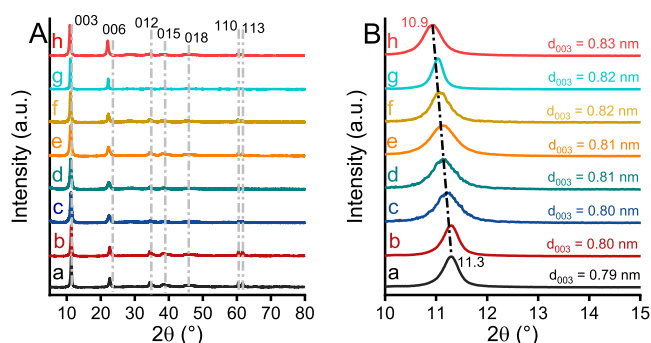 A
003
006
012
015
018
110
113
h
g
f
e
d
c
b
a
Intensity (a.u.)
10 20 30 40 50 60 70 80
2θ (°)
B
10.9
h
d003 = 0.83 nm
g
d003 = 0.82 nm
f
d003 = 0.82 nm
e
d003 = 0.81 nm
d
d003 = 0.81 nm
c
d003 = 0.80 nm
b
d003 = 0.80 nm
11.3
a
d003 = 0.79 nm
Intensity (a.u.)
10 11 12 13 14 15
2θ (°)